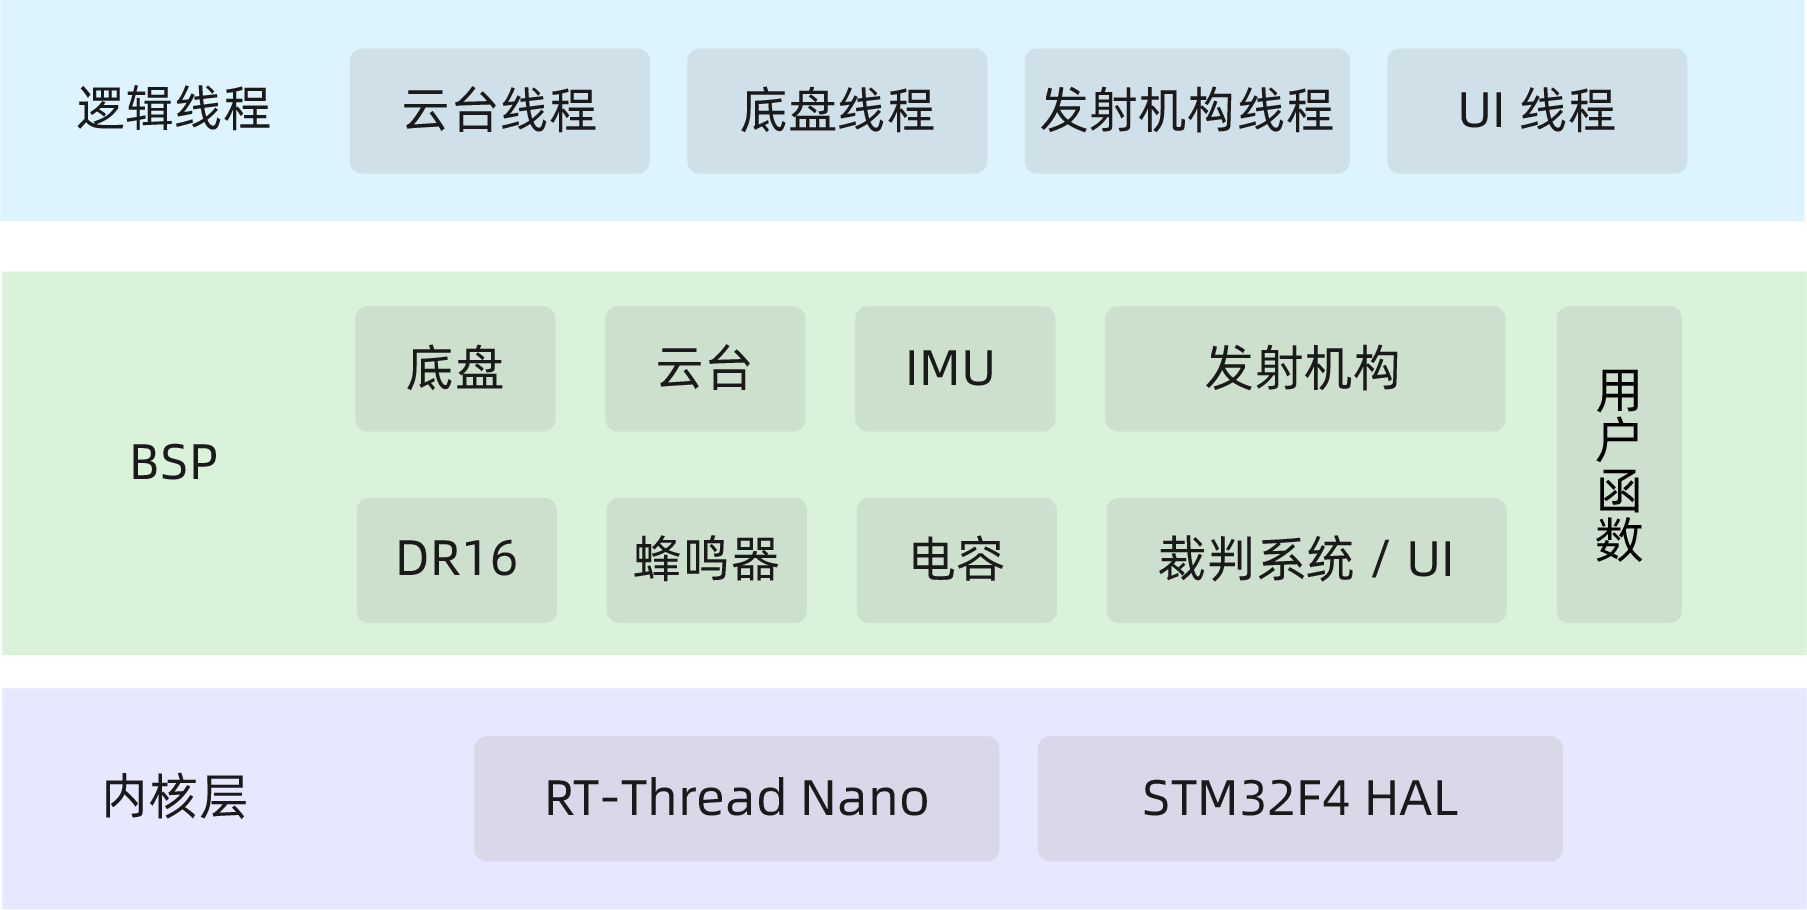 逻辑线程
云台线程
底盘线程
发射机构线程
UI 线程
BSP
底盘
云台
IMU
发射机构
用户函数
DR16
蜂鸣器
电容
裁判系统 / UI
内核层
RT-Thread Nano
STM32F4 HAL